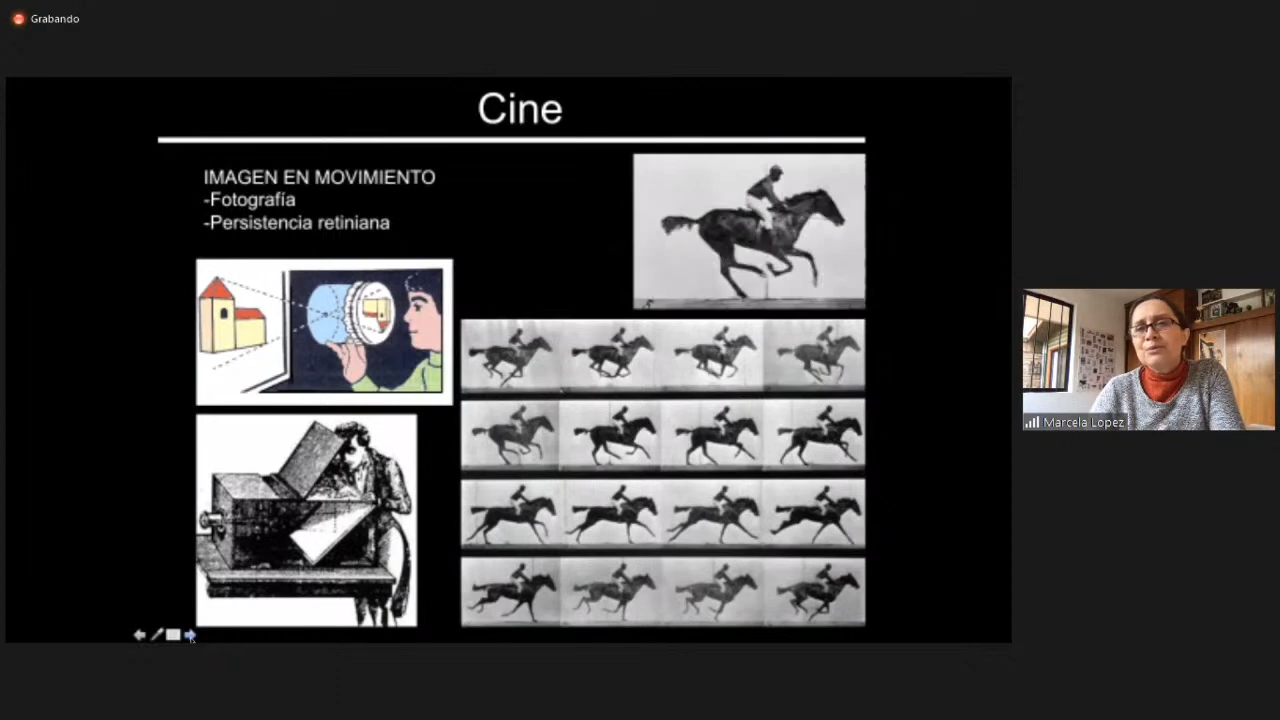 Grabando
Cine
IMAGEN EN MOVIMIENTO
-Fotografía
-Persistencia retiniana
Marcela Lopez